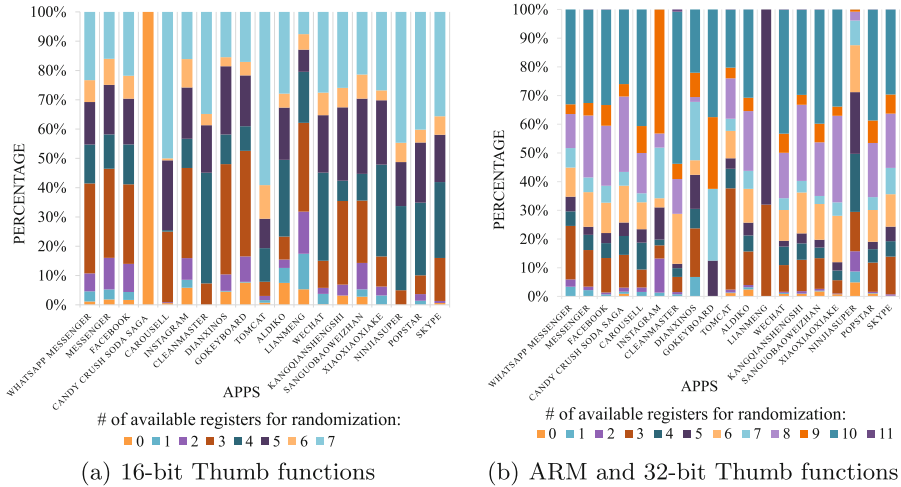 100%
90%
80%
70%
60%
50%
40%
30%
20%
10%
0%
PERCENTAGE
WHATSAPP MESSENGER
MESSENGER
FACEBOOK
CANDY CRUSH SODA SAGA
CAROUSELL
INSTAGRAM
CLEANMASTER
DIANXINOS
GOKEYBOARD
TOMCAT
ALDIKO
LIANMENG
WECHAT
KANGQIANSHENGSHI
SANGUOBAOWEIZHAN
XIAOXIAOXIAKE
NINJIASUPER
POPSTAR
SKYPE
APPS
# of available registers for randomization:
0 1 2 3 4 5 6 7
(a) 16-bit Thumb functions
100%
90%
80%
70%
60%
50%
40%
30%
20%
10%
0%
PERCENTAGE
WHATSAPP MESSENGER
MESSENGER
FACEBOOK
CANDY CRUSH SODA SAGA
CAROUSELL
INSTAGRAM
CLEANMASTER
DIANXINOS
GOKEYBOARD
TOMCAT
ALDIKO
LIANMENG
WECHAT
KANGQIANSHENGSHI
SANGUOBAOWEIZHAN
XIAOXIAOXIAKE
NINJIASUPER
POPSTAR
SKYPE
APPS
# of available registers for randomization:
0 1 2 3 4 5 6 7 8 9 10 11
(b) ARM and 32-bit Thumb functions